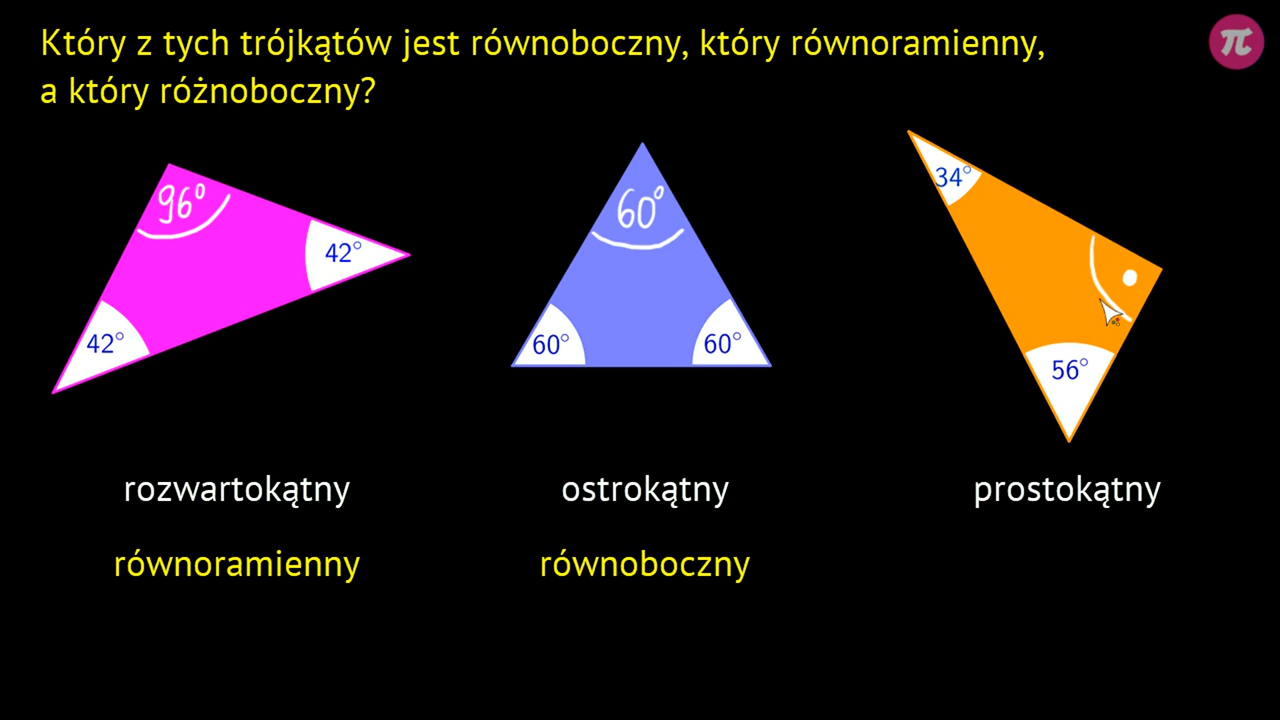 Który z tych trójkątów jest równoboczny, który równoramienny,
a który różnoboczny?
π
96°
42°
42°
60°
60°
60°
34°
56°
rozwartokątny
ostrokątny
prostokątny
równoramienny
równoboczny